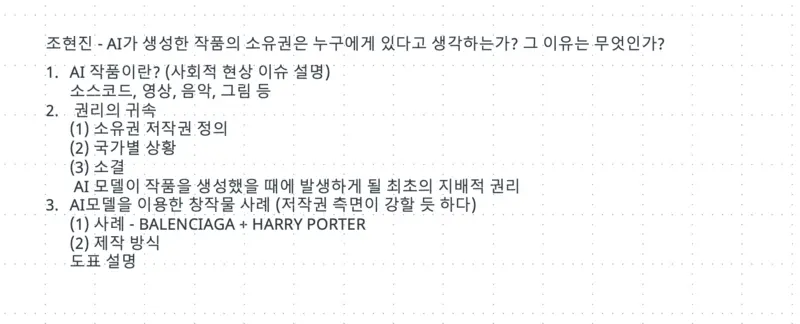 조현진 - AI가 생성한 작품의 소유권은 누구에게 있다고 생각하는가? 그 이유는 무엇인가?
1. AI 작품이란? (사회적 현상 이슈 설명)
소스코드, 영상, 음악, 그림 등
2. 권리의 귀속
(1) 소유권 저작권 정의
(2) 국가별 상황
(3) 소결
AI 모델이 작품을 생성했을 때에 발생하게 될 최초의 지배적 권리
3. AI모델을 이용한 창작물 사례 (저작권 측면이 강할 듯 하다)
(1) 사례 - BALENCIAGA + HARRY PORTER
(2) 제작 방식
도표 설명